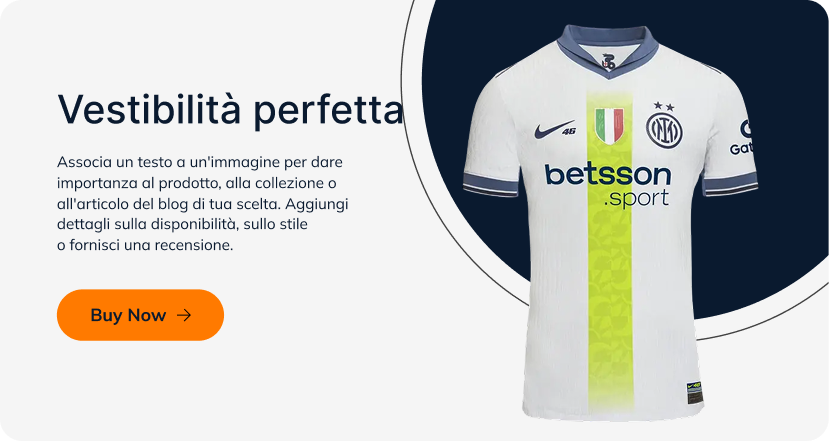 Vestibilità perfetta
Associa un testo a un'immagine per dare
importanza al prodotto, alla collezione o
all'articolo del blog di tua scelta. Aggiungi
dettagli sulla disponibilità, sullo stile
o fornisci una recensione.
Buy Now
46
betsson
.sport
Gat